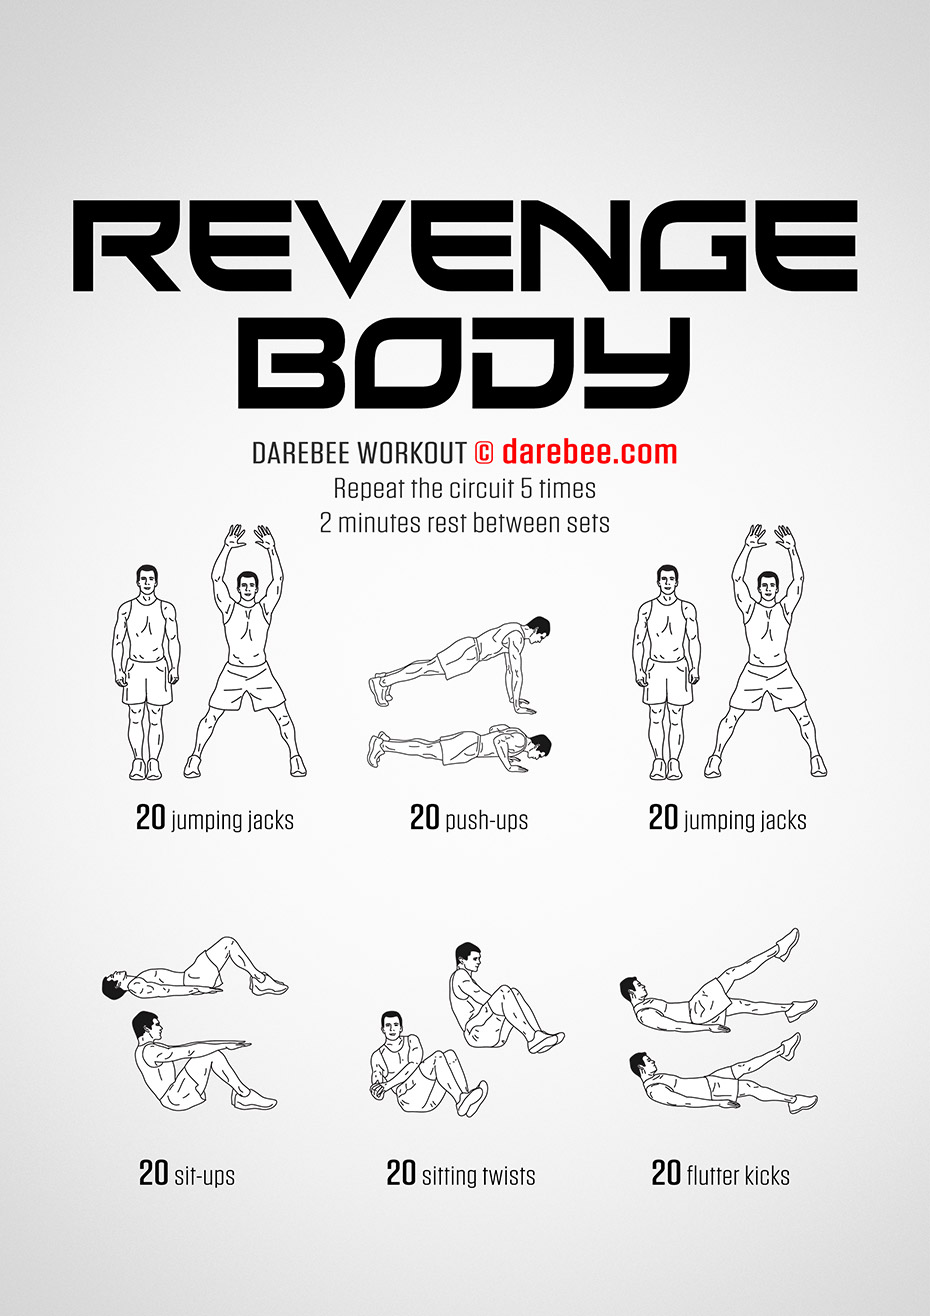 REVENGE
BODY
DAREBEE WORKOUT © darebee.com
Repeat the circuit 5 times
2 minutes rest between sets
20 jumping jacks
20 push-ups
20 jumping jacks
20 sit-ups
20 sitting twists
20 flutter kicks